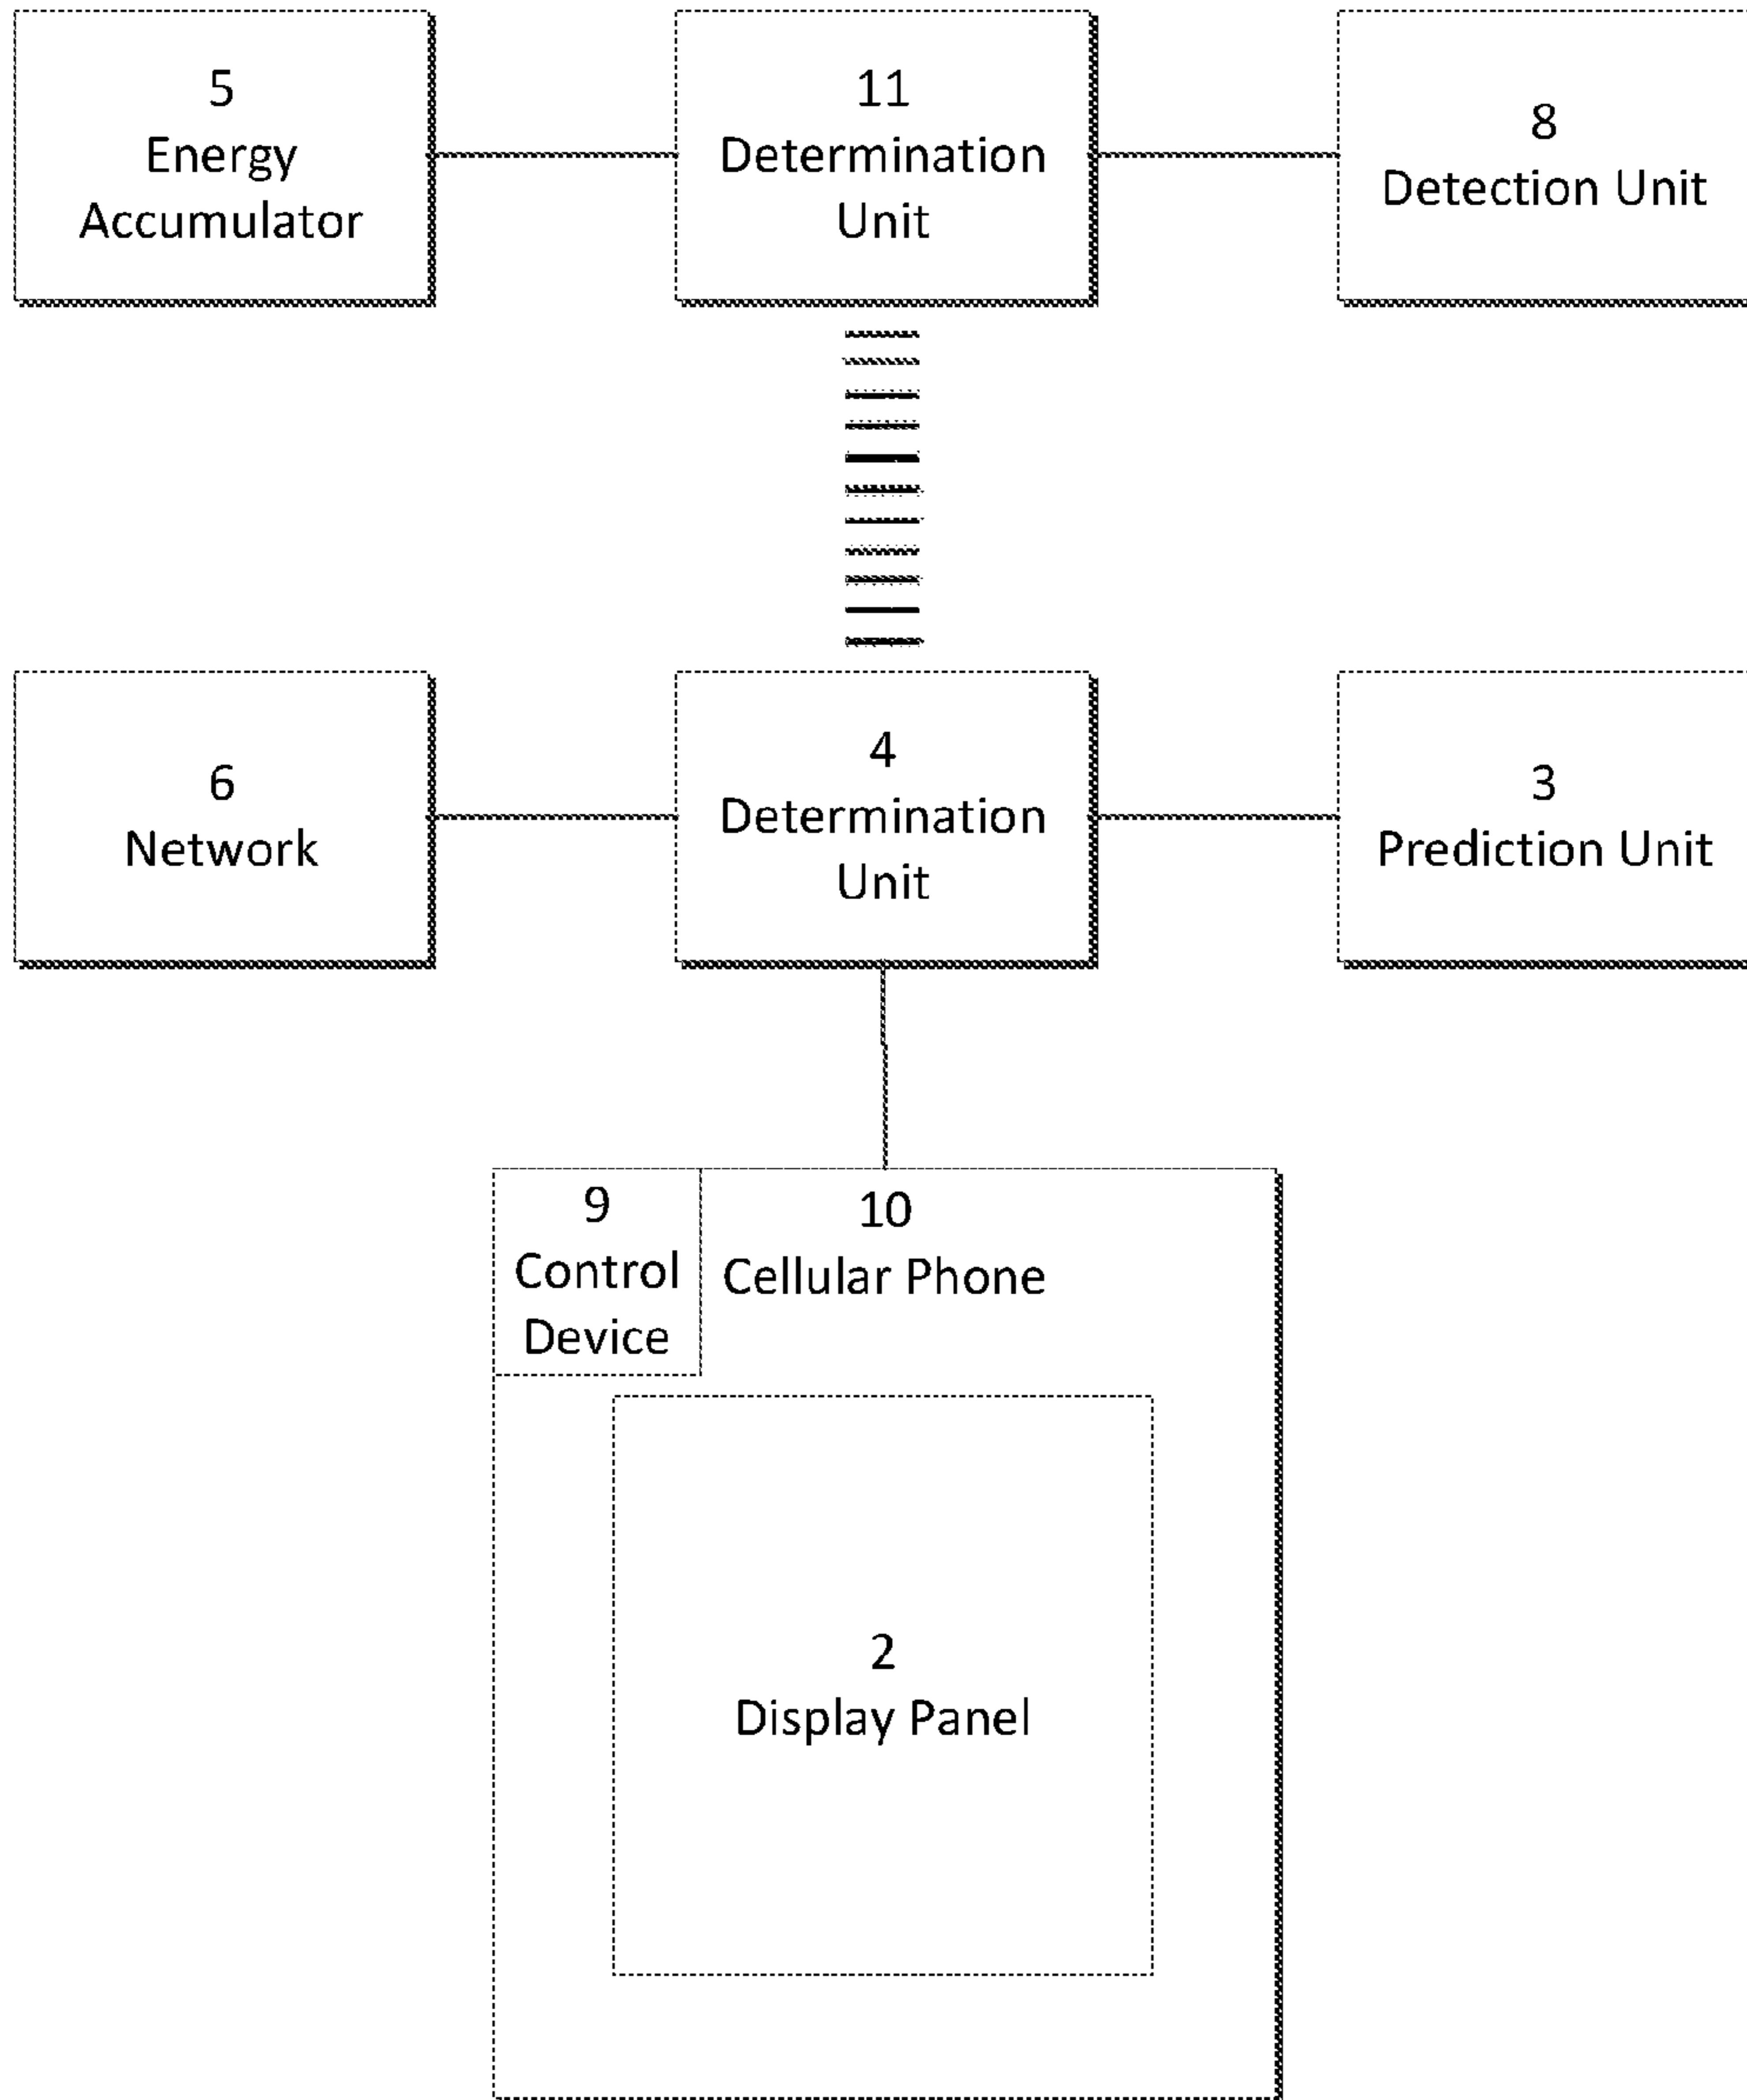 5
Energy
Accumulator
11
Determination
Unit
8
Detection Unit
6
Network
4
Determination
Unit
3
Prediction Unit
9
Control
Device
10
Cellular Phone
2
Display Panel